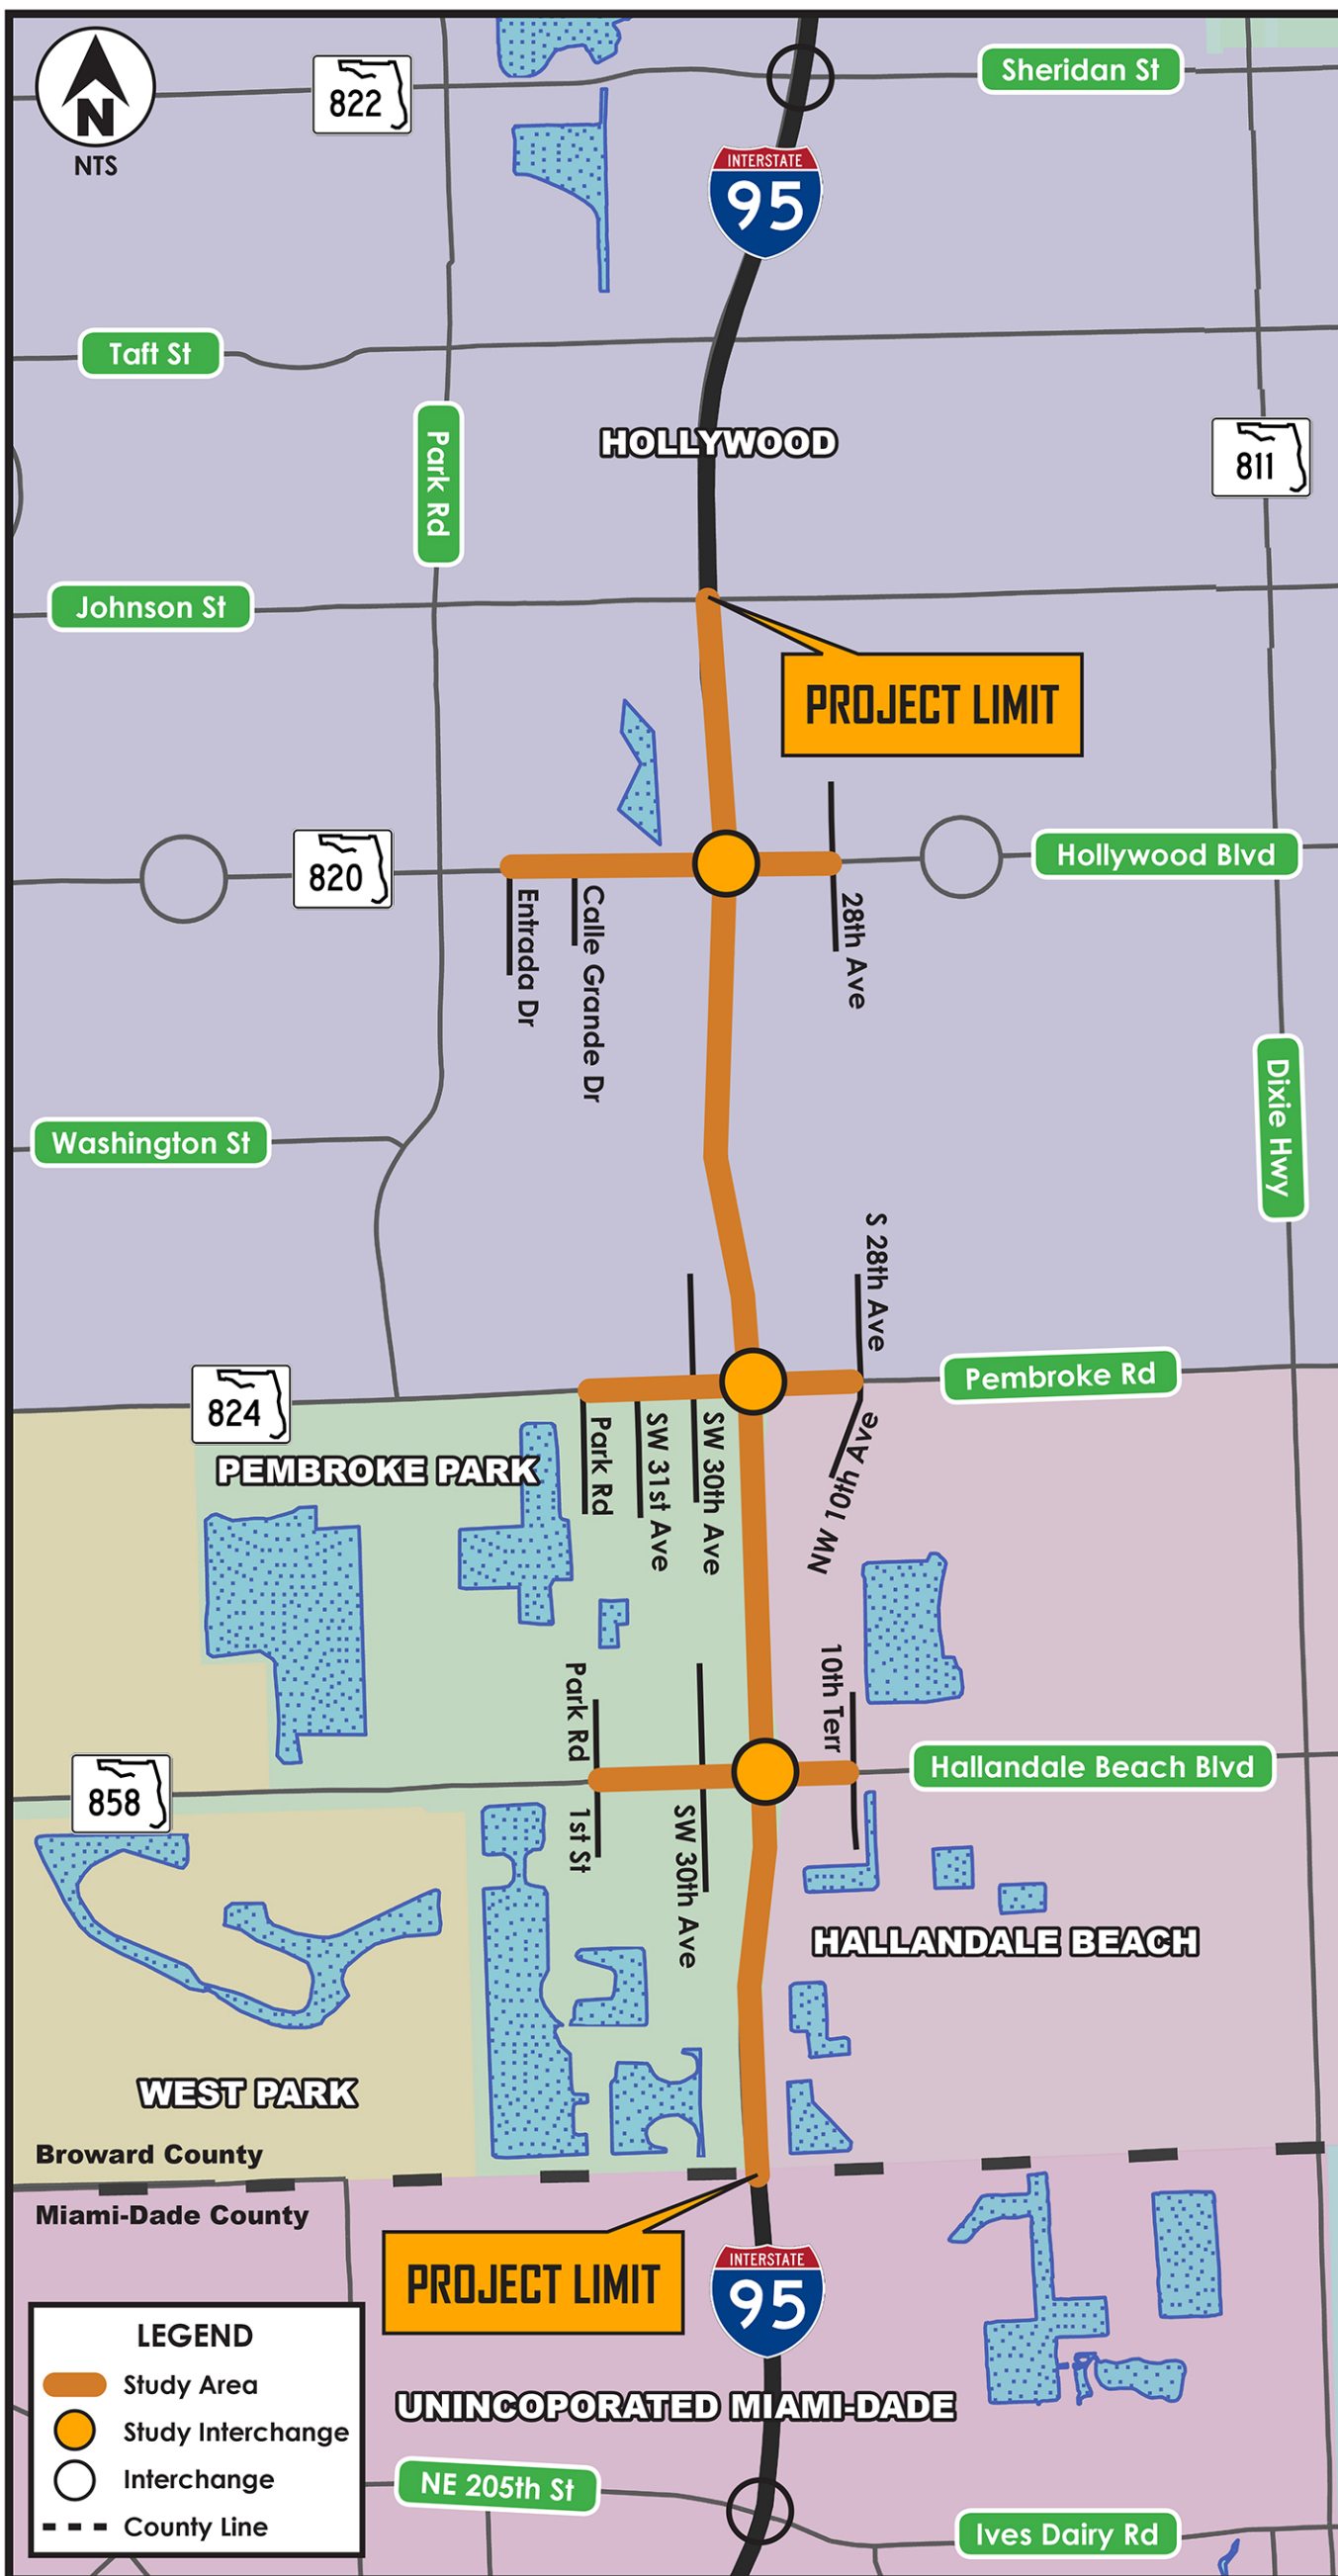 Sheridan St
822
N
NTS
INTERSTATE
95
Taft St
HOLLYWOOD
Park Rd
811
Johnson St
PROJECT LIMIT
820
Hollywood Blvd
Entrada Dr
Calle Grande Dr
28th Ave
Dixie Hwy
Washington St
S 28th Ave
Pembroke Rd
824
PEMBROKE PARK
Park Rd
SW 31st Ave
SW 30th Ave
NW 10th Ave
Park Rd
10th Terr
Hallandale Beach Blvd
858
1st St
SW 30th Ave
HALLANDALE BEACH
WEST PARK
Broward County
Miami-Dade County
PROJECT LIMIT
INTERSTATE
95
LEGEND
Study Area
Study Interchange
Interchange
County Line
UNINCOPORATED MIAMI-DADE
NE 205th St
Ives Dairy Rd